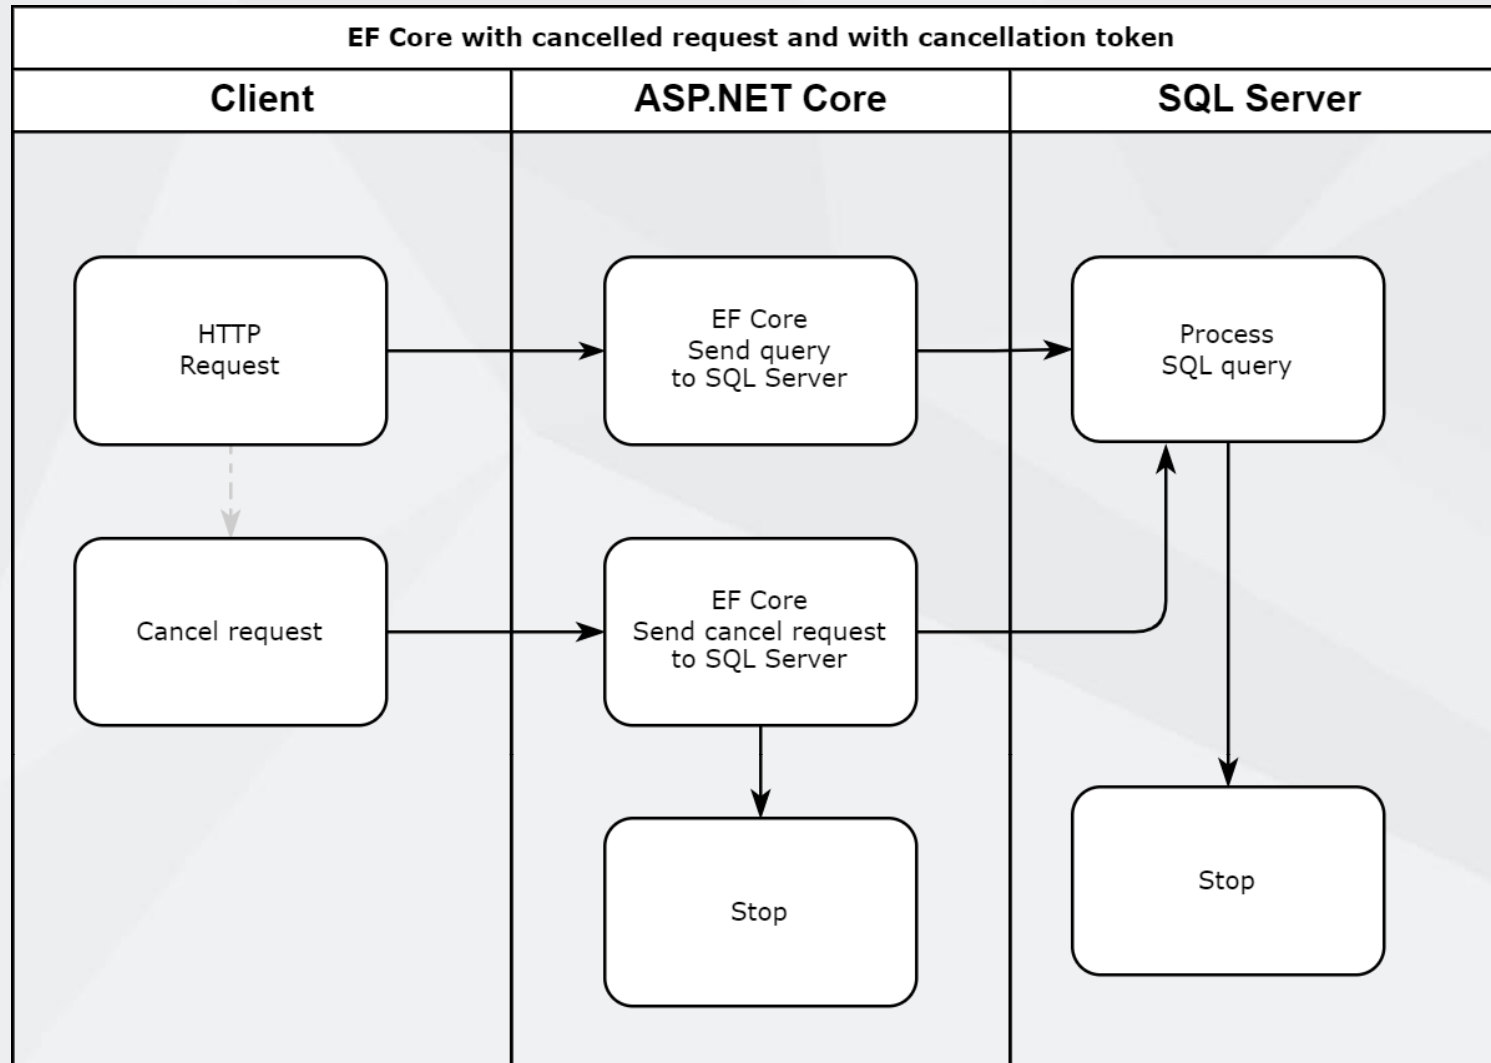 EF Core with cancelled request and with cancellation token
Client
ASP.NET Core
SQL Server
HTTP
Request
EF Core
Send query
to SQL Server
Process
SQL query
Cancel request
EF Core
Send cancel request
to SQL Server
Stop
Stop